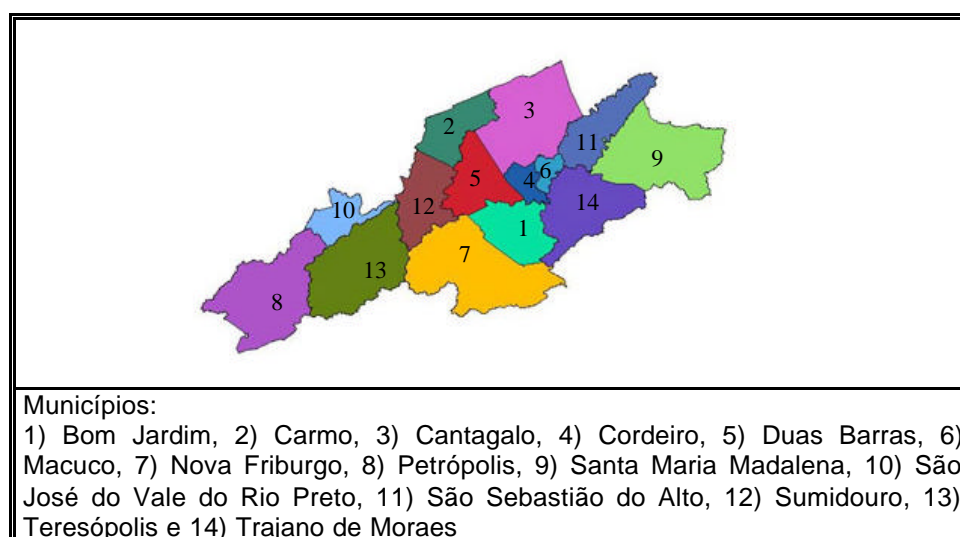 3
2
11
6
9
5
4
10
12
14
1
7
13
8
Municípios:
1) Bom Jardim, 2) Carmo, 3) Cantagalo, 4) Cordeiro, 5) Duas Barras, 6)
Macuco, 7) Nova Friburgo, 8) Petrópolis, 9) Santa Maria Madalena, 10) São
José do Vale do Rio Preto, 11) São Sebastião do Alto, 12) Sumidouro, 13)
Teresópolis e 14) Trajano de Moraes